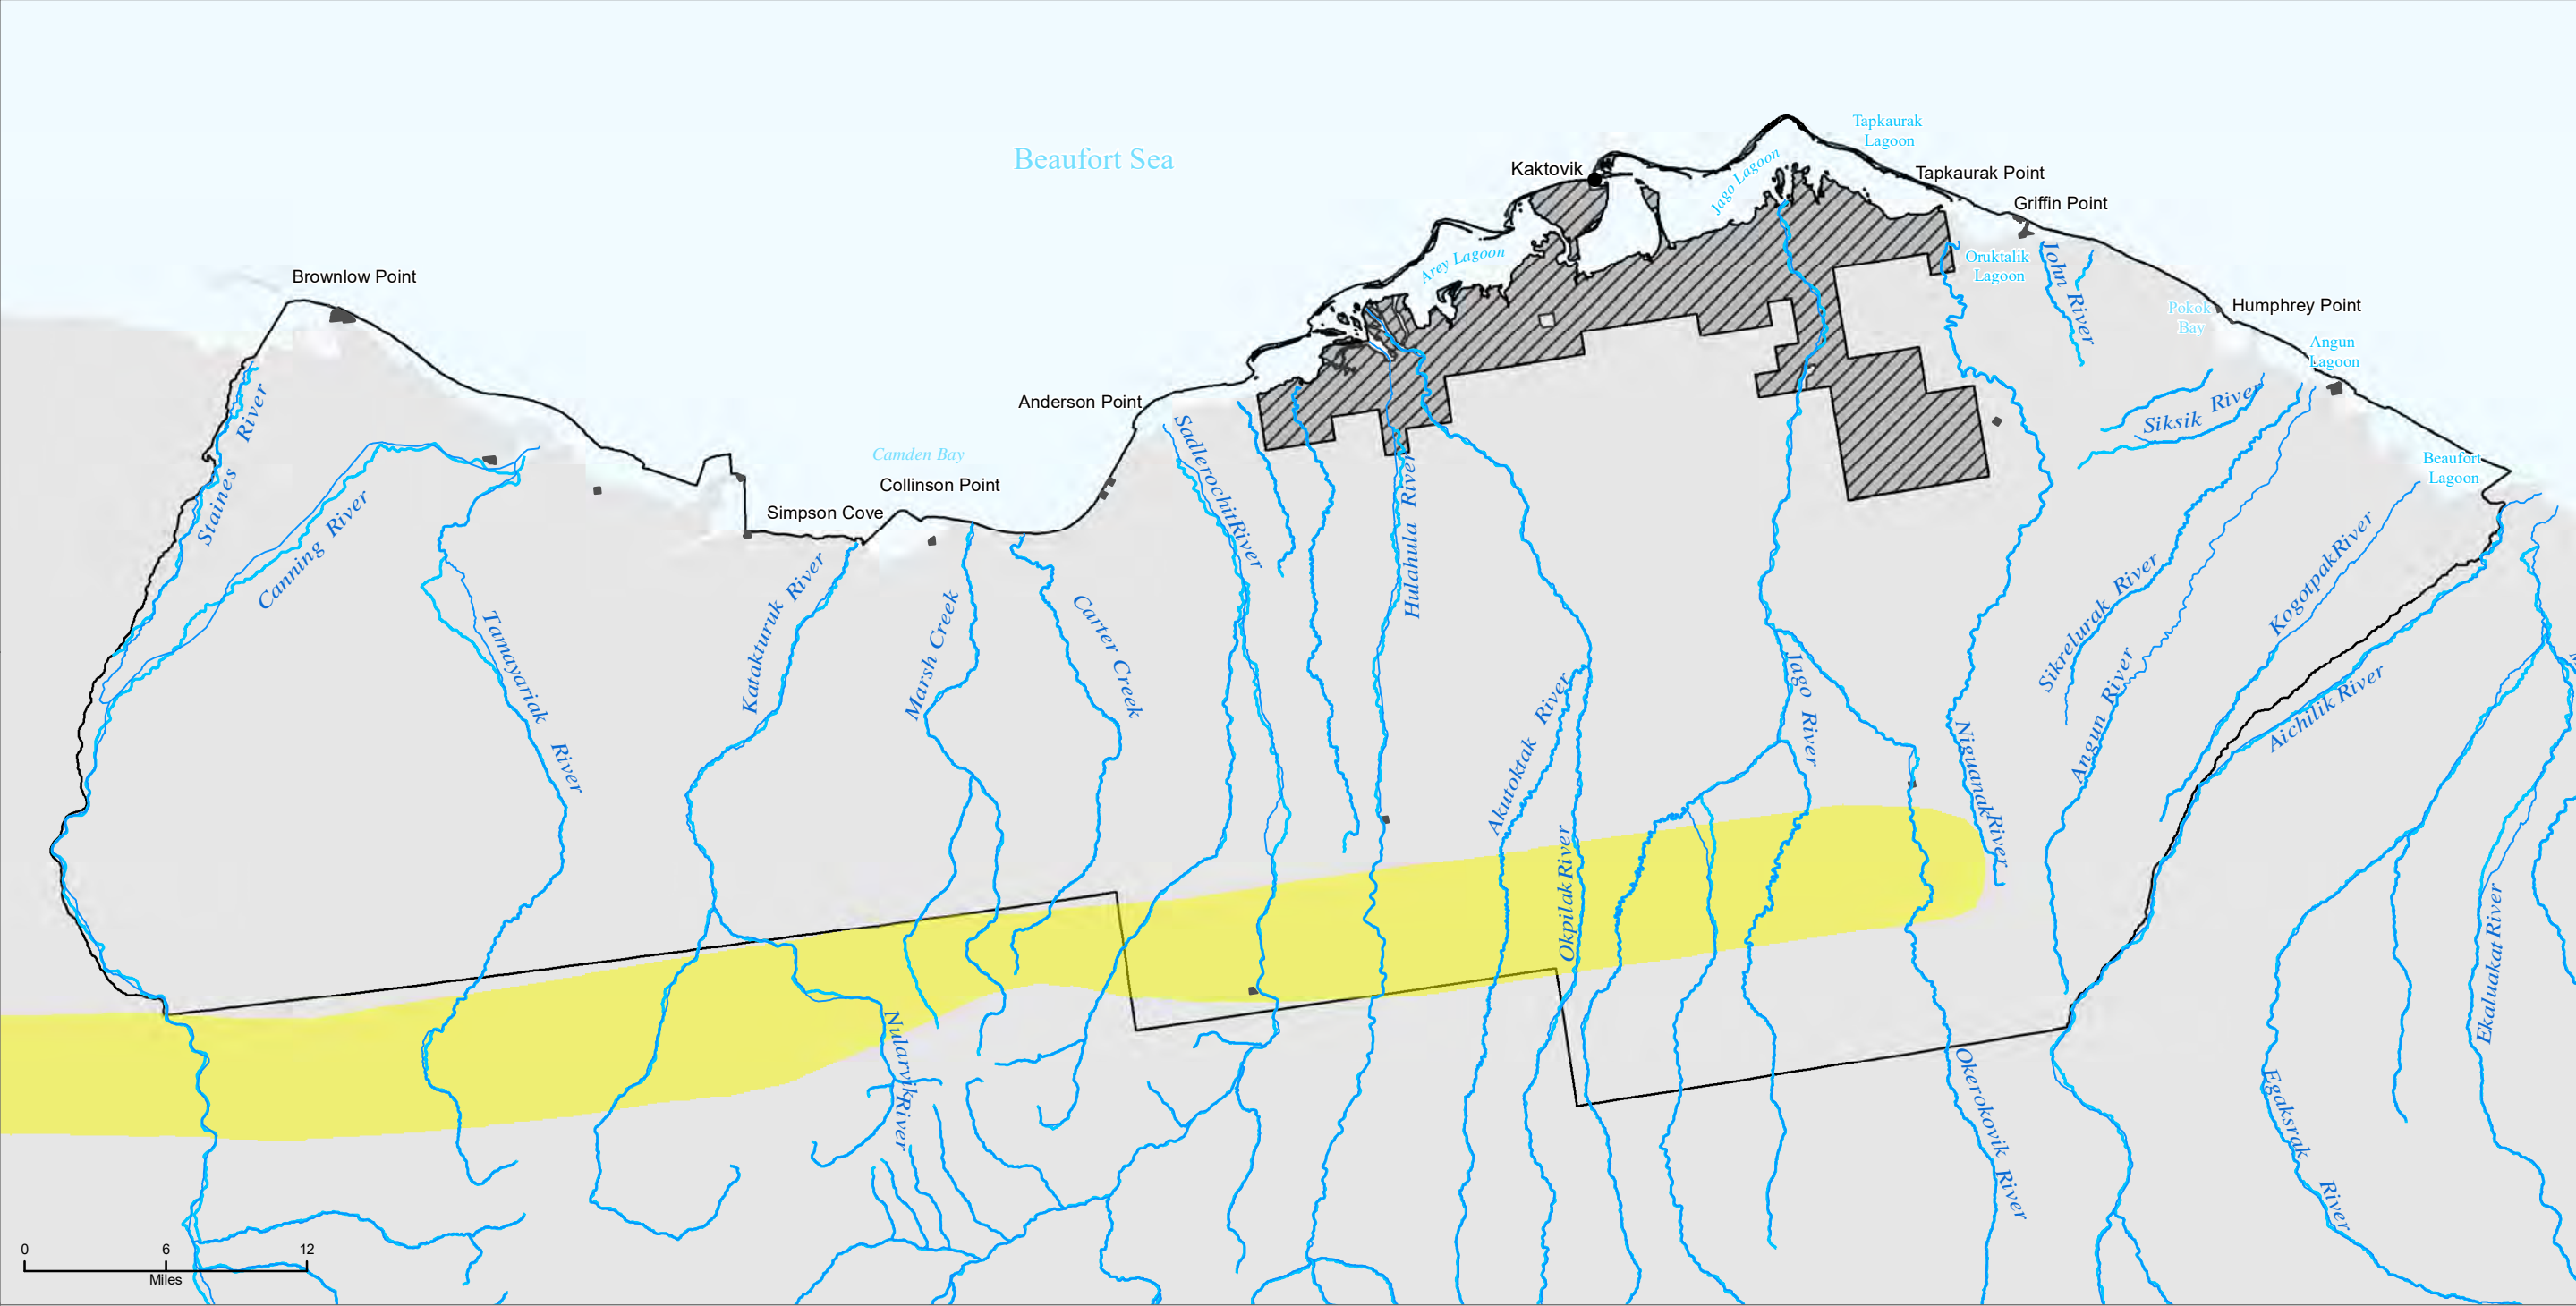 Tapkaurak
Lagoon
Beaufort Sea
Kaktovik
Jago Lagoon
Tapkaurak Point
Griffin Point
Arey Lagoon
Oruktalik
Lagoon
John River
Brownlow Point
Pokok
Bay
Humphrey Point
Angun
Lagoon
Anderson Point
Staines River
Siksik River
Camden Bay
Collinson Point
Simpson Cove
Beaufort
Lagoon
Canning River
Sadlerochit River
Hulahula River
Tamayariak River
Katakturuk River
Marsh Creek
Carter Creek
Sikrelurak River
Kogotpak River
Angun River
Aichilik River
Akutoktak River
Jago River
Niguanak River
Okpilak River
Ekaluakat River
Nularvik River
Okerokovik River
Egaksrak River
0 6 12
Miles